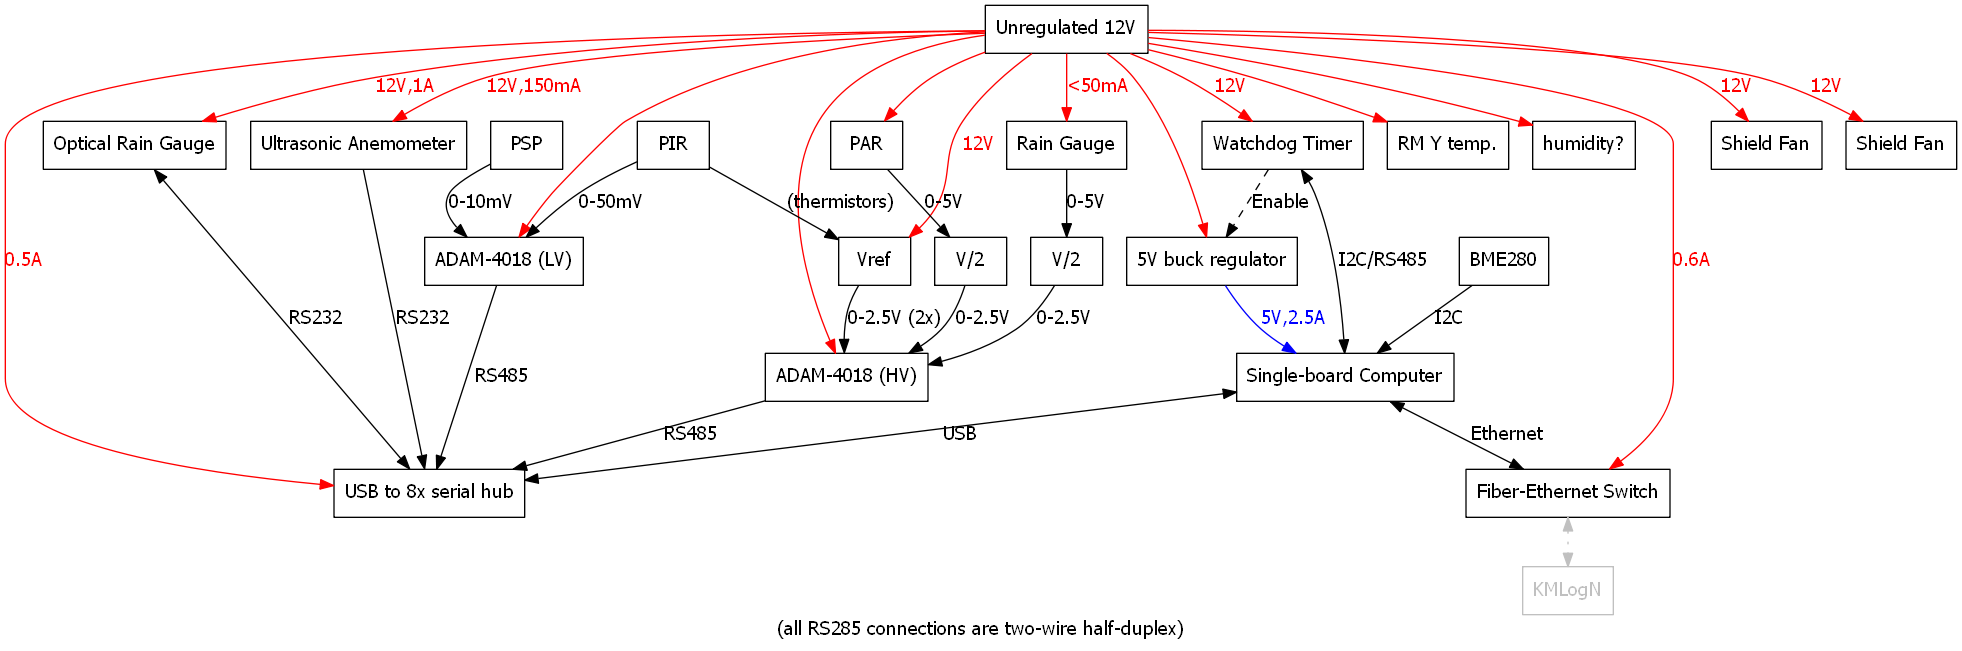 Unregulated 12V
12V,1A
12V,150mA
<50mA
12V
12V
12V
Optical Rain Gauge
Ultrasonic Anemometer
PSP
PIR
PAR
12V
Rain Gauge
Watchdog Timer
RM Y temp.
humidity?
Shield Fan
Shield Fan
0-10mV
0-50mV
(thermistors)
0-5V
0-5V
Enable
0.5A
ADAM-4018 (LV)
Vref
V/2
V/2
5V buck regulator
I2C/RS485
BME280
0.6A
RS232
RS232
0-2.5V (2x)
0-2.5V
0-2.5V
5V,2.5A
I2C
RS485
ADAM-4018 (HV)
Single-board Computer
RS485
USB
Ethernet
USB to 8x serial hub
Fiber-Ethernet Switch
KMLogN
(all RS285 connections are two-wire half-duplex)